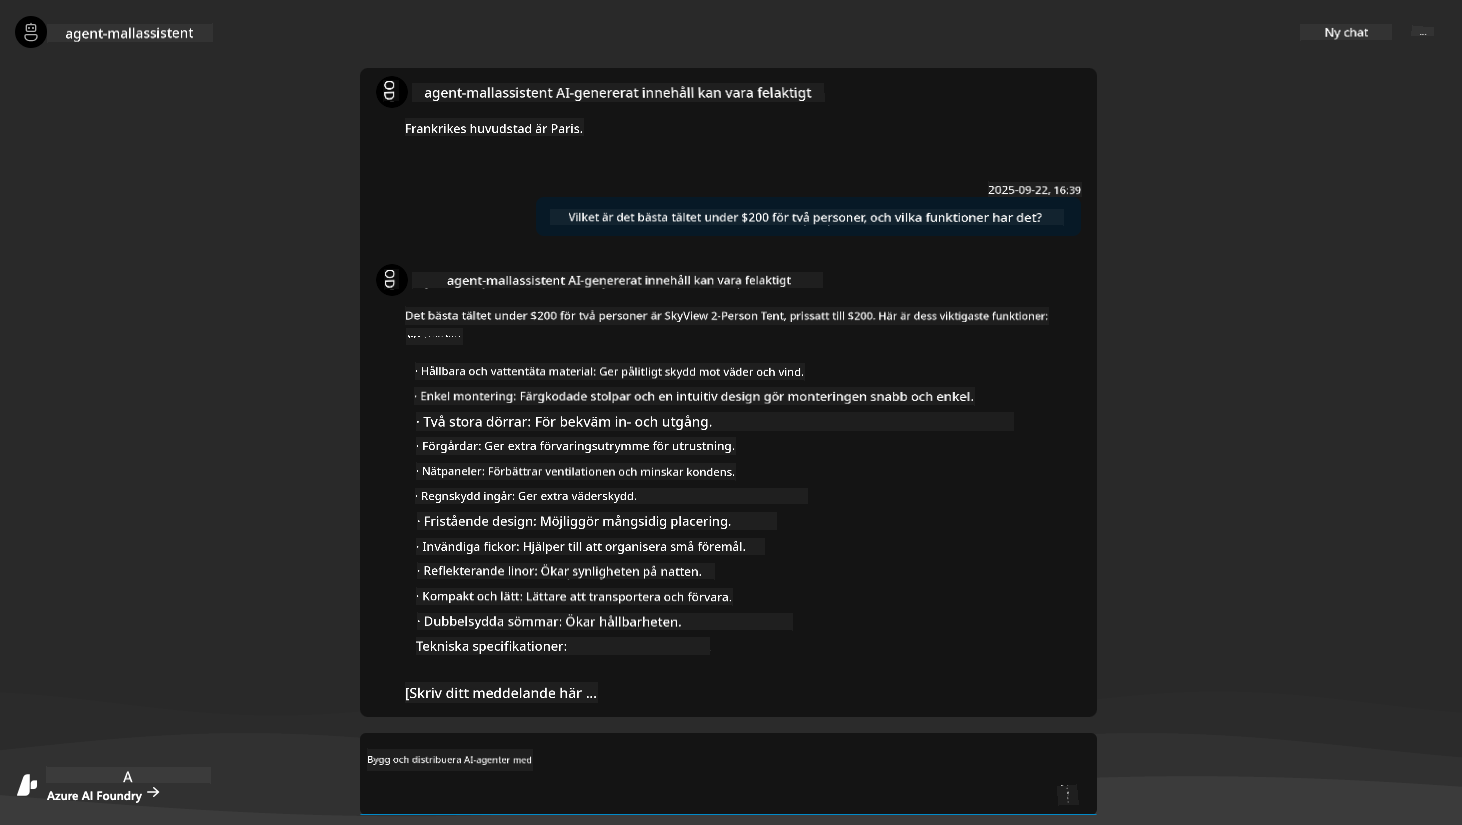 agent-mallassistent
Ny chat
...
agent-mallassistent AI-genererat innehåll kan vara felaktigt
Frankrikes huvudstad är Paris.
2025-09-22, 16:39
Vilket är det bästa tältet under $200 för två personer, och vilka funktioner har det?
agent-mallassistent AI-genererat innehåll kan vara felaktigt
Det bästa tältet under $200 för två personer är SkyView 2-Person Tent, prissatt till $200. Här är dess viktigaste funktioner:
· Hållbara och vattentäta material: Ger pålitligt skydd mot väder och vind.
· Enkel montering: Färgkodade stolpar och en intuitiv design gör monteringen snabb och enkel.
· Två stora dörrar: För bekväm in- och utgång.
· Förgårdar: Ger extra förvaringsutrymme för utrustning.
· Nätpaneler: Förbättrar ventilationen och minskar kondens.
· Regnskydd ingår: Ger extra väderskydd.
· Fristående design: Möjliggör mångsidig placering.
· Invändiga fickor: Hjälper till att organisera små föremål.
· Reflekterande linor: Ökar synligheten på natten.
· Kompakt och lätt: Lättare att transportera och förvara.
· Dubbelsydda sömmar: Ökar hållbarheten.
Tekniska specifikationer:
[Skriv ditt meddelande här ...
Bygg och distribuera AI-agenter med
A
Azure AI Foundry